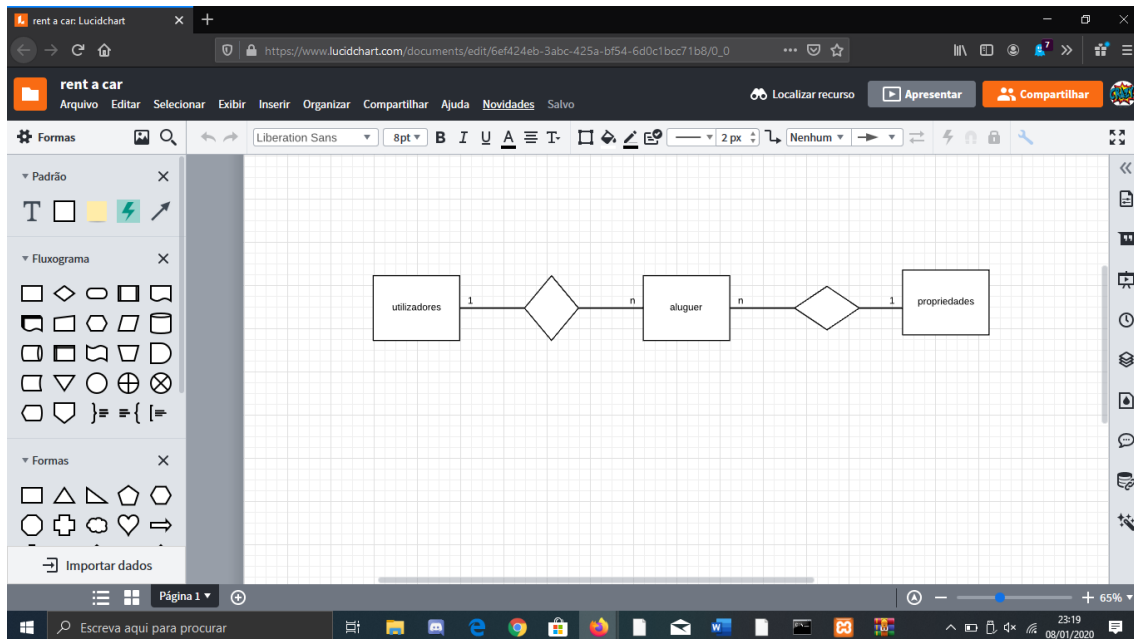 rent a car: Lucidchart
https://www.lucidchart.com/documents/edit/6ef424eb-3abc-425a-bf54-6d0c1bcc71b8/0_0
7
rent a car
Arquivo Editar Selecionar Exibir Inserir Organizar Compartilhar Ajuda Novidades Salvo
Localizar recurso
Apresentar
Compartilhar
Formas
Liberation Sans
8pt
B I U A T
2 px
Nenhum
Padrão
T
Fluxograma
Formas
Importar dados
utilizadores
1
n
aluguer
n
1
propriedades
Página 1
65%
Escreva aqui para procurar
23:19
08/01/2020